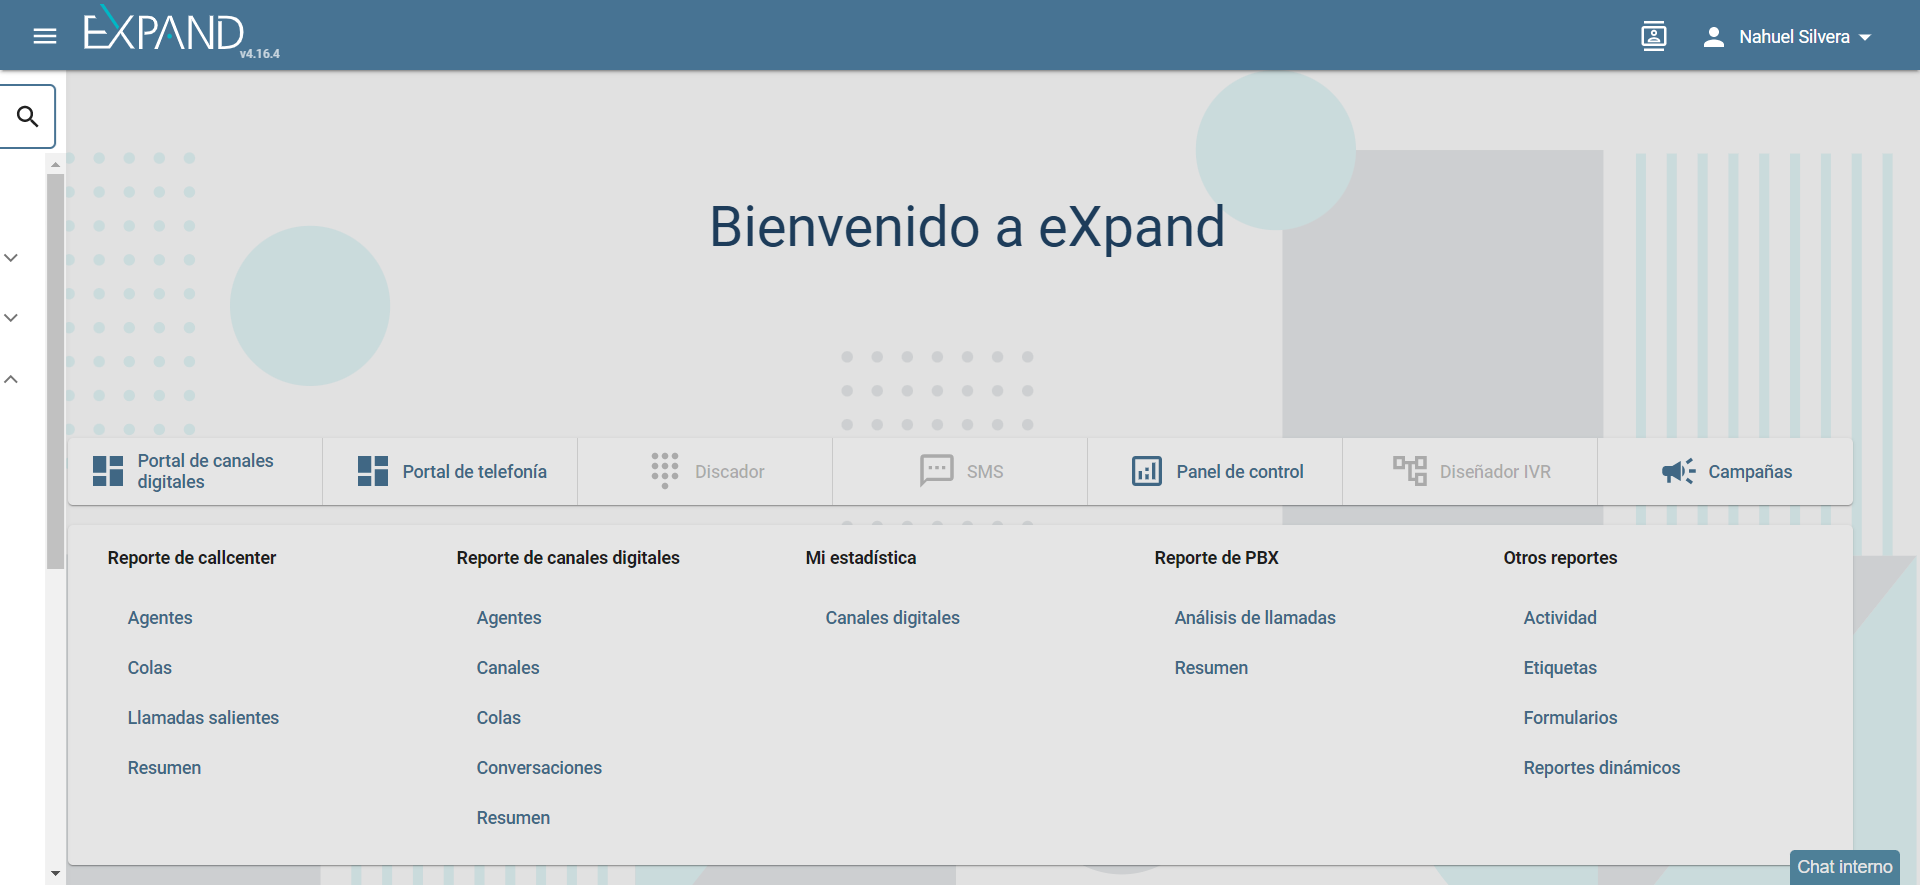 EXPAND
v4.16.4
Nahuel Silvera
Bienvenido a eXpand
Portal de canales
digitales
Portal de telefonía
Discador
SMS
Panel de control
Diseñador IVR
Campañas
Reporte de callcenter
Agentes
Colas
Llamadas salientes
Resumen
Reporte de canales digitales
Agentes
Canales
Colas
Conversaciones
Resumen
Mi estadística
Canales digitales
Reporte de PBX
Análisis de llamadas
Resumen
Otros reportes
Actividad
Etiquetas
Formularios
Reportes dinámicos
Chat interno